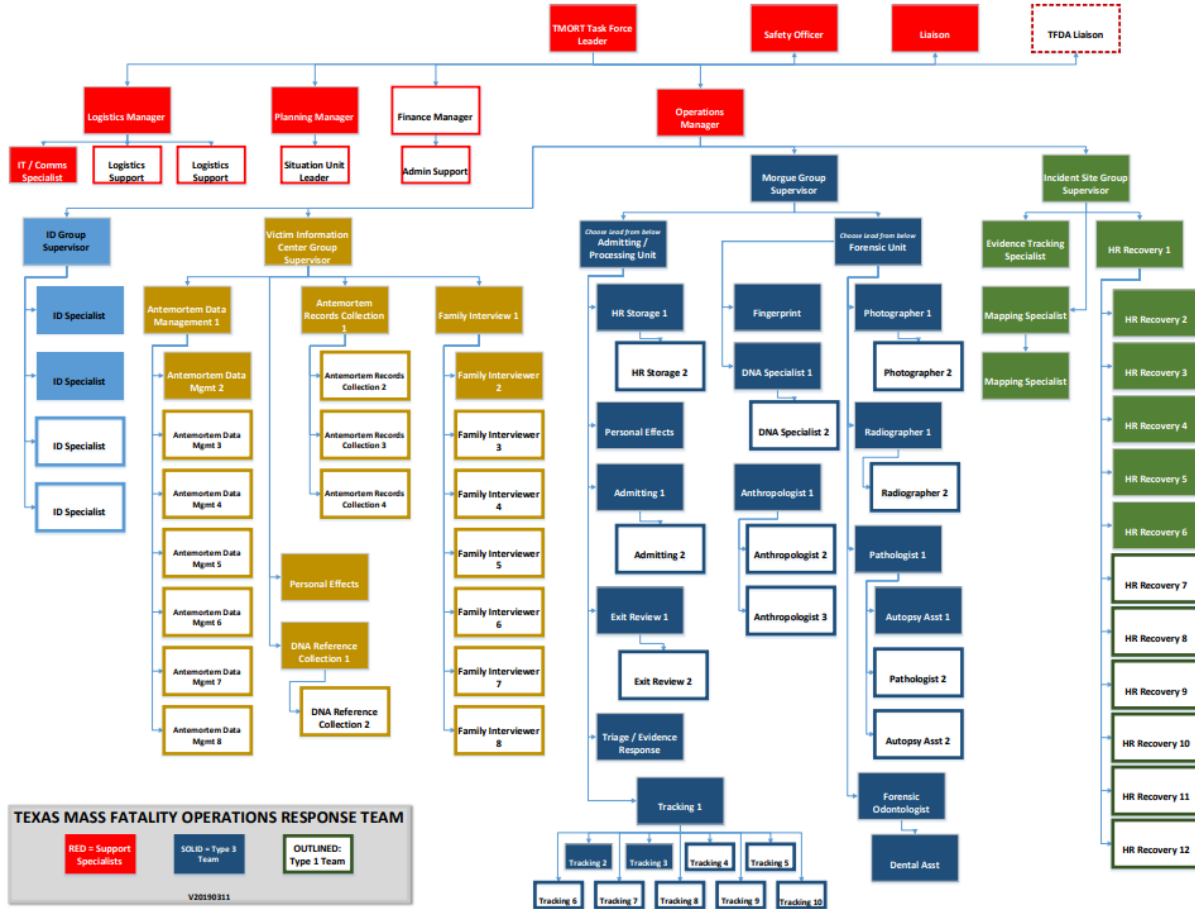 TMORT Task Force
Leader
Safety Officer
Liaison
TFDA Liaison
Logistics Manager
Planning Manager
Finance Manager
Operations
Manager
IT / Comms
Specialist
Logistics
Support
Logistics
Support
Situation Unit
Leader
Admin Support
Morgue Group
Supervisor
Incident Site Group
Supervisor
ID Group
Supervisor
Victim Information
Center Group
Supervisor
Choose Lead from below
Admitting /
Processing Unit
Choose Lead from below
Forensic Unit
Evidence Tracking
Specialist
HR Recovery 1
ID Specialist
ID Specialist
ID Specialist
ID Specialist
Antemortem Data
Management 1
Antemortem Data
Mgmt 2
Antemortem Data
Mgmt 3
Antemortem Data
Mgmt 4
Antemortem Data
Mgmt 5
Antemortem Data
Mgmt 6
Antemortem Data
Mgmt 7
Antemortem Data
Mgmt 8
Antemortem
Records Collection
1
Antemortem Records
Collection 2
Antemortem Records
Collection 3
Antemortem Records
Collection 4
Personal Effects
DNA Reference
Collection 1
DNA Reference
Collection 2
Family Interview 1
Family Interviewer
2
Family Interviewer
3
Family Interviewer
4
Family Interviewer
5
Family Interviewer
6
Family Interviewer
7
Family Interviewer
8
HR Storage 1
HR Storage 2
Personal Effects
Admitting 1
Admitting 2
Exit Review 1
Exit Review 2
Triage / Evidence
Response
Tracking 1
Tracking 2
Tracking 3
Tracking 4
Tracking 5
Tracking 6
Tracking 7
Tracking 8
Tracking 9
Tracking 10
Fingerprint
DNA Specialist 1
DNA Specialist 2
Anthropologist 1
Anthropologist 2
Anthropologist 3
Photographer 1
Photographer 2
Radiographer 1
Radiographer 2
Pathologist 1
Autopsy Asst 1
Pathologist 2
Autopsy Asst 2
Forensic
Odontologist
Dental Asst
Mapping Specialist
Mapping Specialist
HR Recovery 2
HR Recovery 3
HR Recovery 4
HR Recovery 5
HR Recovery 6
HR Recovery 7
HR Recovery 8
HR Recovery 9
HR Recovery 10
HR Recovery 11
HR Recovery 12
TEXAS MASS FATALITY OPERATIONS RESPONSE TEAM
RED = Support
Specialists
SOLID = Type 3
Team
OUTLINED:
Type 1 Team
V20190311